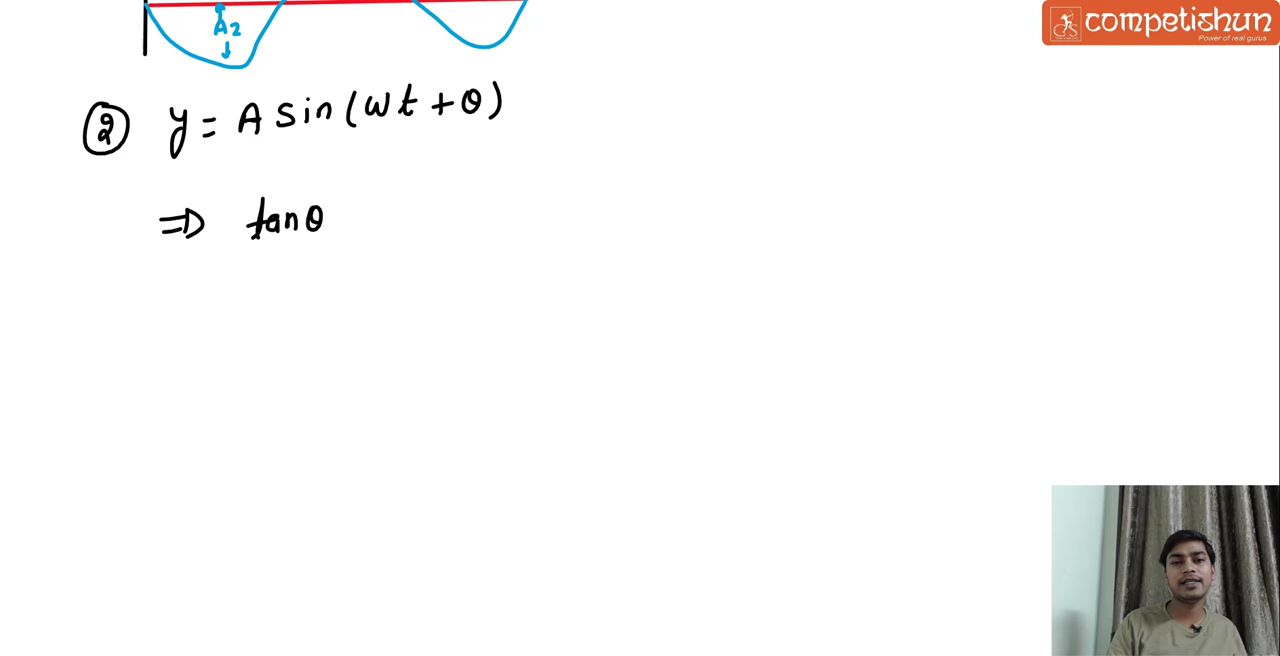 competishun
Power of real gurus
A2
② y = A sin(ωt + θ)
⇒ tanθ